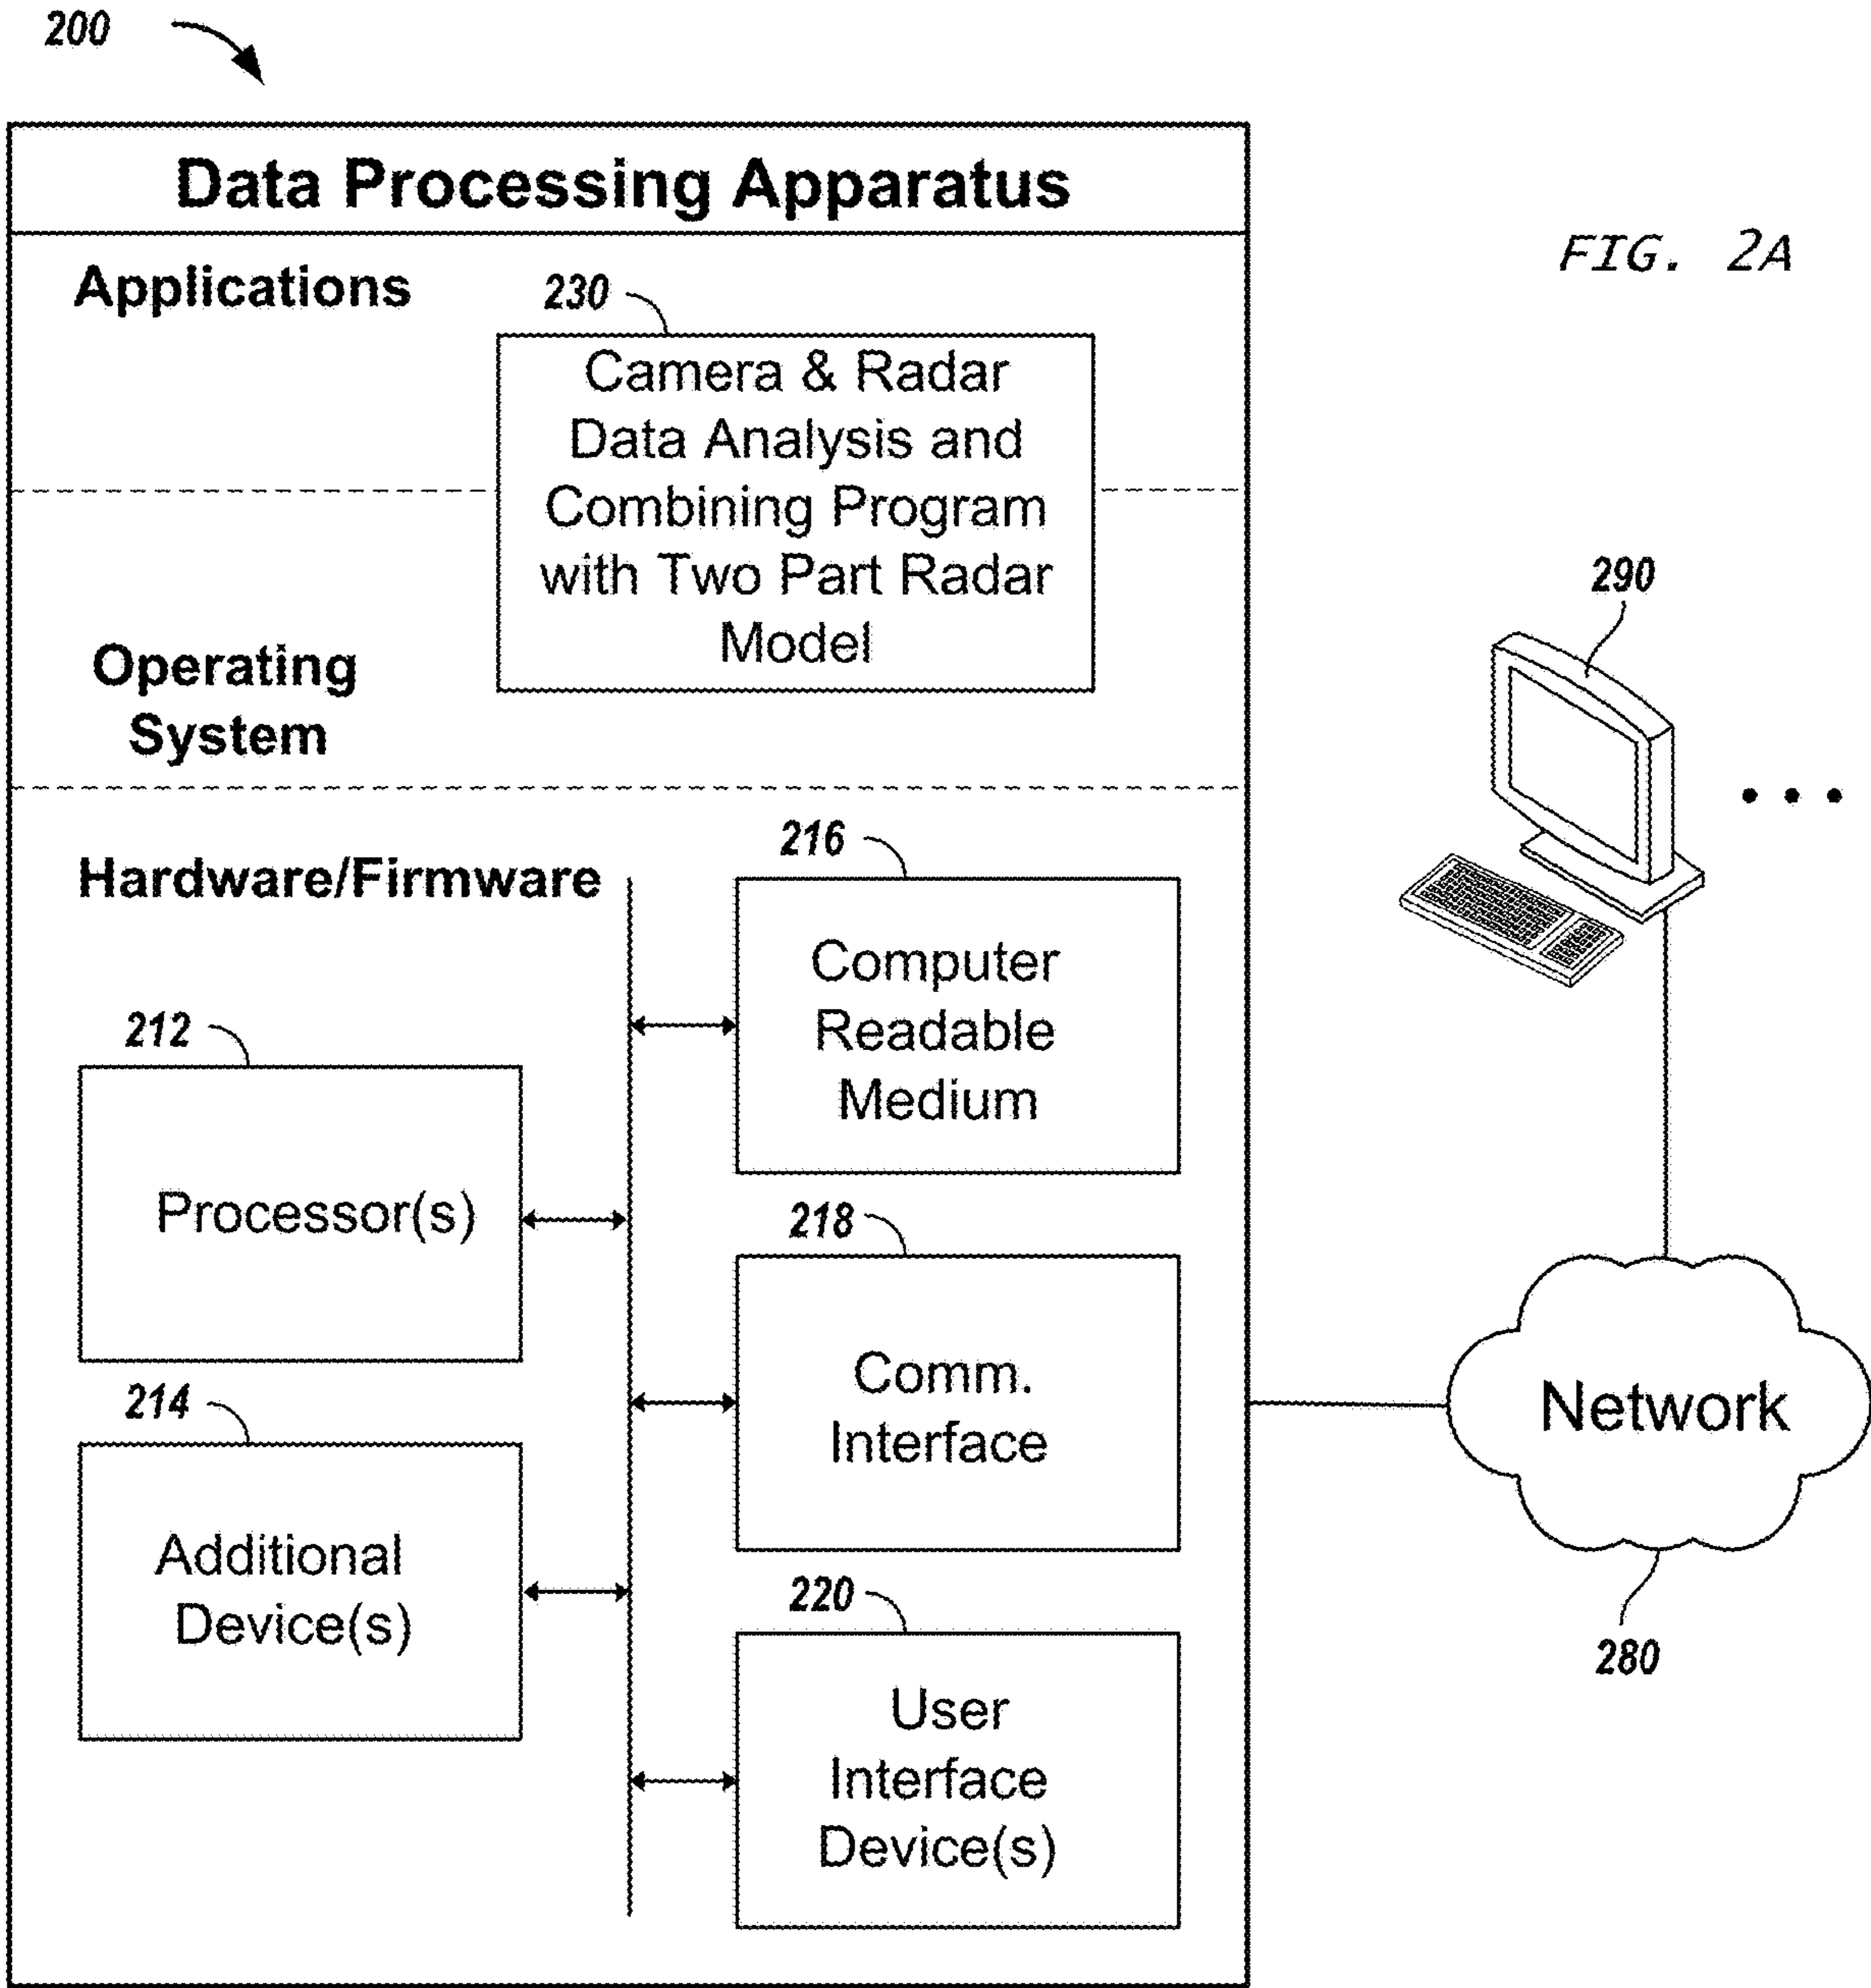 200
Data Processing Apparatus
FIG. 2A
Applications
230
Camera & Radar
Data Analysis and
Combining Program
with Two Part Radar
Model
Operating
System
290
Hardware/Firmware
216
Computer
Readable
Medium
212
Processor(s)
218
Comm.
Interface
214
Additional
Device(s)
220
User
Interface
Device(s)
Network
280